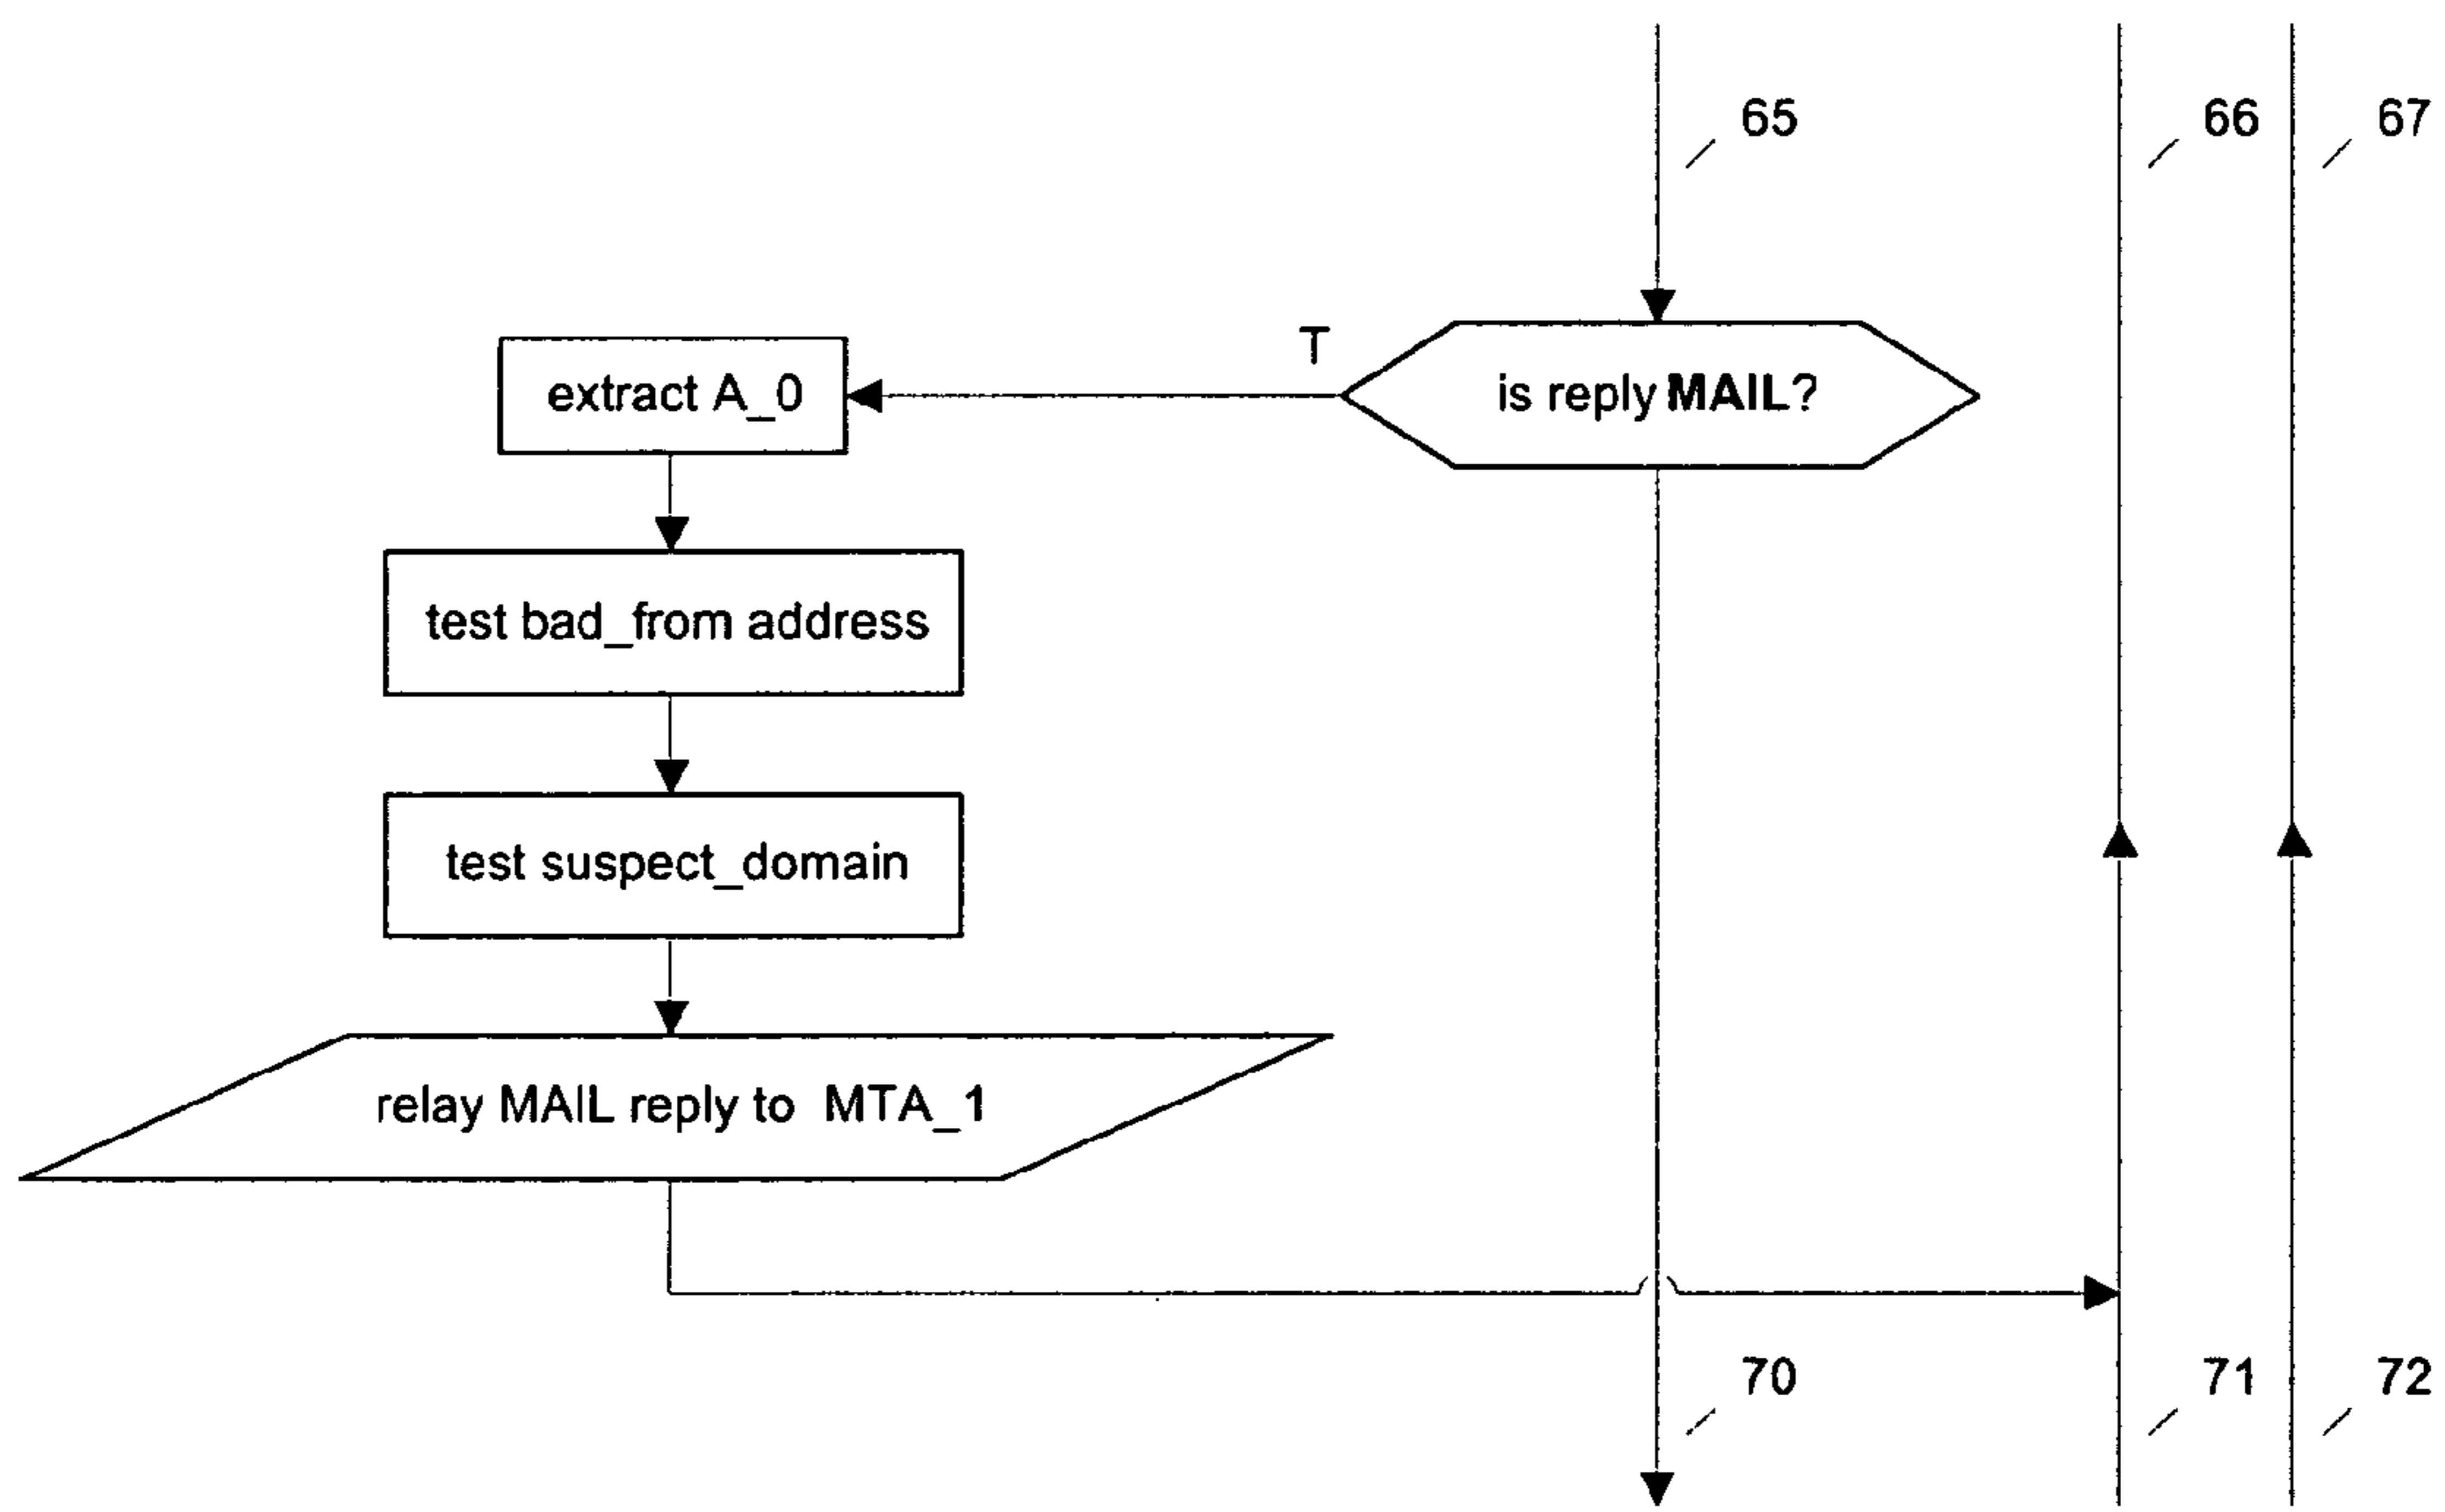 65
66
67
T
is reply MAIL?
extract A_0
test bad_from address
test suspect_domain
relay MAIL reply to MTA_1
70
71
72